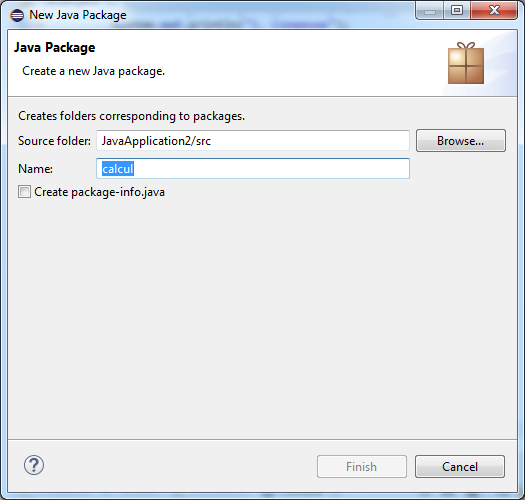 New Java Package
Java Package
Create a new Java package.
Creates folders corresponding to packages.
Source folder: JavaApplication2/src Browse...
Name: calcul
Create package-info.java
? Finish Cancel